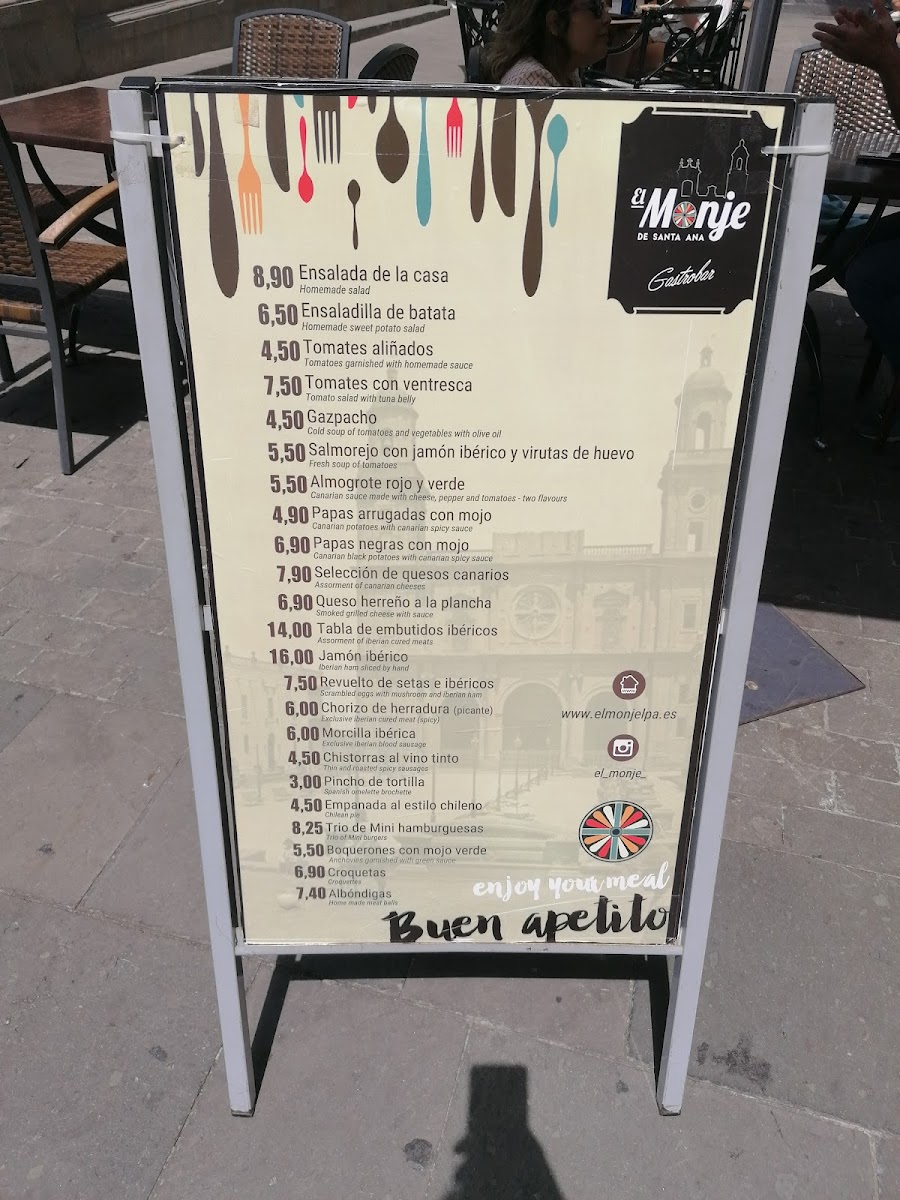 El Monje
DE SANTA ANA
Gastrobar
8,90 Ensalada de la casa
Homemade salad
6,50 Ensaladilla de batata
Homemade sweet potato salad
4,50 Tomates aliñados
Tomatoes garnished with homemade sauce
7,50 Tomates con ventresca
Tomato salad with tuna belly
4,50 Gazpacho
Cold soup of tomatoes and vegetables with olive oil
5,50 Salmorejo con jamón ibérico y virutas de huevo
Fresh soup of tomatoes
5,50 Almogrote rojo y verde
Canarian sauce made with cheese, pepper and tomatoes - two flavours
4,90 Papas arrugadas con mojo
Canarian potatoes with canarian spicy sauce
6,90 Papas negras con mojo
Canarian black potatoes with canarian spicy sauce
7,90 Selección de quesos canarios
Assorment of canarian cheeses
6,90 Queso herreño a la plancha
Smoked grilled cheese with sauce
14,00 Tabla de embutidos ibéricos
Assorment of iberian cured meats
16,00 Jamón ibérico
Iberian ham sliced by hand
7,50 Revuelto de setas e ibéricos
Scrambled eggs with mushroom and iberian ham
6,00 Chorizo de herradura (picante)
Exclusive iberian cured meat (spicy)
6,00 Morcilla ibérica
Exclusive iberian blood sausage
4,50 Chistorras al vino tinto
Thin and roasted spicy sausages
3,00 Pincho de tortilla
Spanish omelette brochette
4,50 Empanada al estilo chileno
Chilean pie
8,25 Trio de Mini hamburguesas
Trio of Mini burgers
5,50 Boquerones con mojo verde
Anchovies garnished with green sauce
6,90 Croquetas
Croquettes
7,40 Albóndigas
Home made meat balls
www.elmonjelpa.es
el_monje_
enjoy your meal
Buen apetito